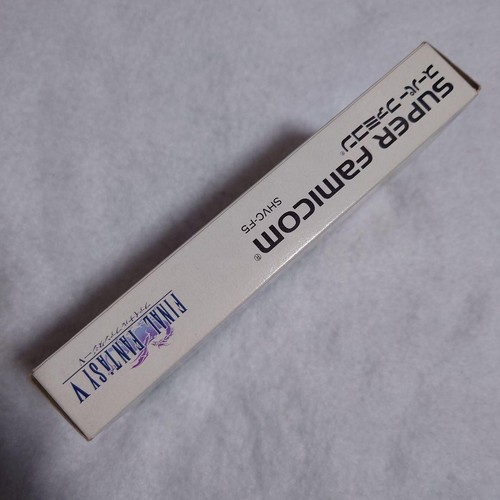 SUPER FAMICOM®
スーパーファミコン®
SHVC-F5
FINAL FANTASY V
ファイナルファンタジーV